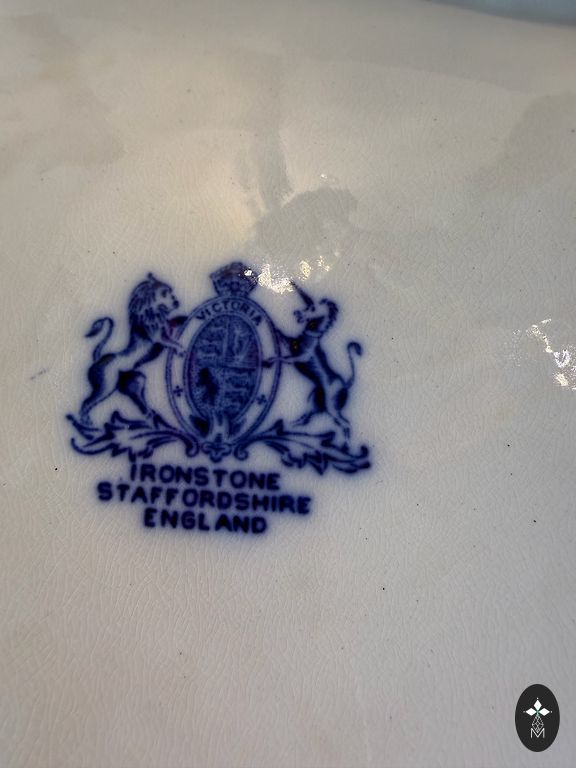 VICTORIA
IRONSTONE
STAFFORDSHIRE
ENGLAND
M